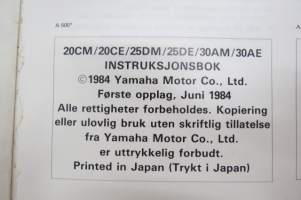 A 600*
20CM/20CE/25DM/25DE/30AM/30AE
INSTRUKSJONSBOK
©1984 Yamaha Motor Co., Ltd.
Første opplag, Juni 1984
Alle rettigheter forbeholdes. Kopiering
eller ulovlig bruk uten skriftlig tillatelse
fra Yamaha Motor Co., Ltd.
er uttrykkelig forbudt.
Printed in Japan (Trykt i Japan)